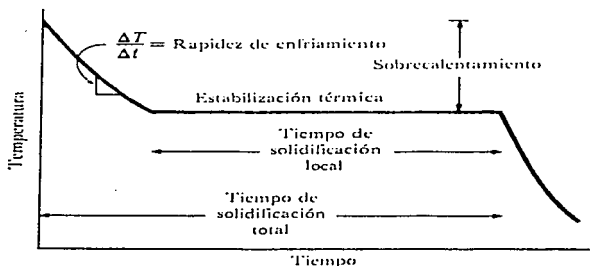 ΔT
Δt
= Rapidez de enfriamiento
Sobrecalentamiento
Estabilización térmica
Tiempo de
solidificación
local
Tiempo de
solidificación
total
Temperatura
Tiempo